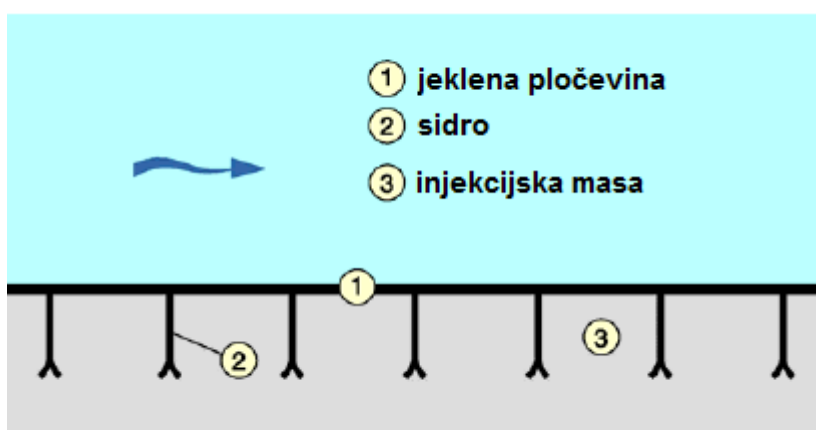 1 jeklena pločevina
2 sidro
3 injekcijska masa
1
2
3